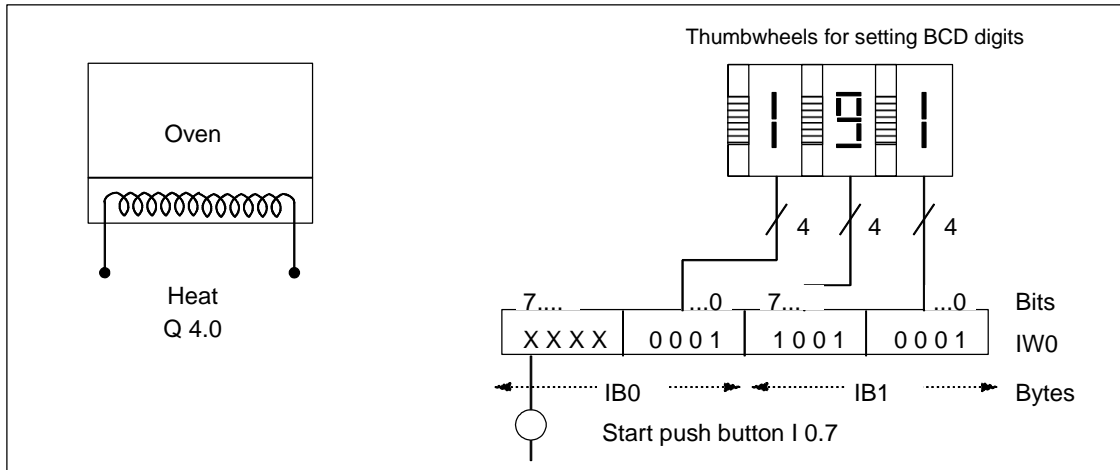 Thumbwheels for setting BCD digits
Oven
1 9 1
4 4 4
Heat
Q 4.0
7.... ...0 7... ...0 Bits
X X X X 0 0 0 1 1 0 0 1 0 0 0 1 IW0
IB0 IB1 Bytes
Start push button I 0.7